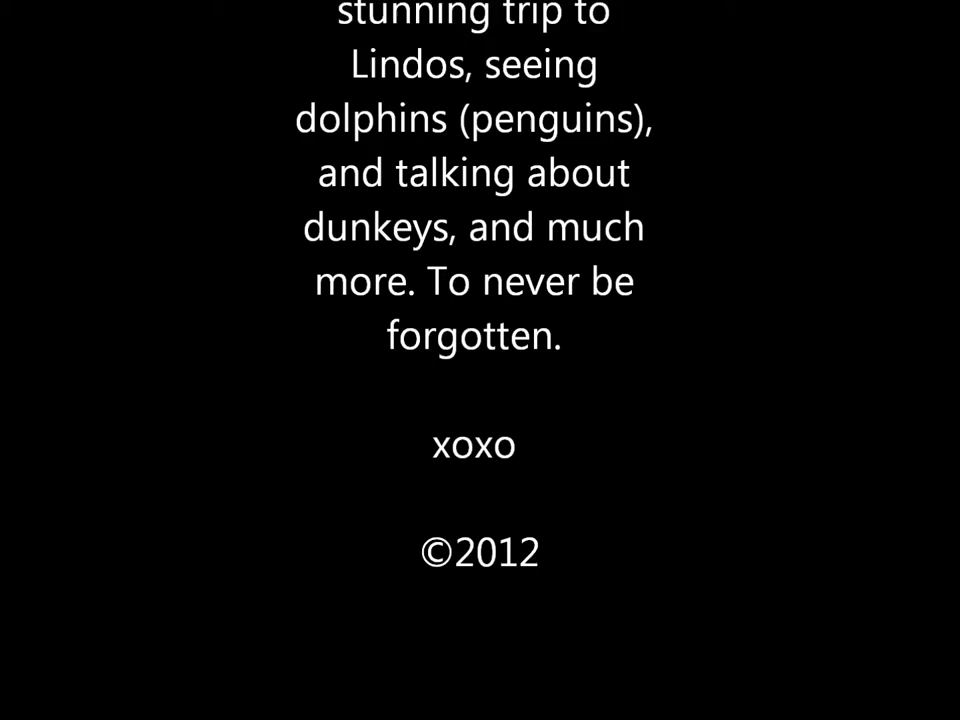 stunning trip to
Lindos, seeing
dolphins (penguins),
and talking about
dunkeys, and much
more. To never be
forgotten.
xoxo
©2012